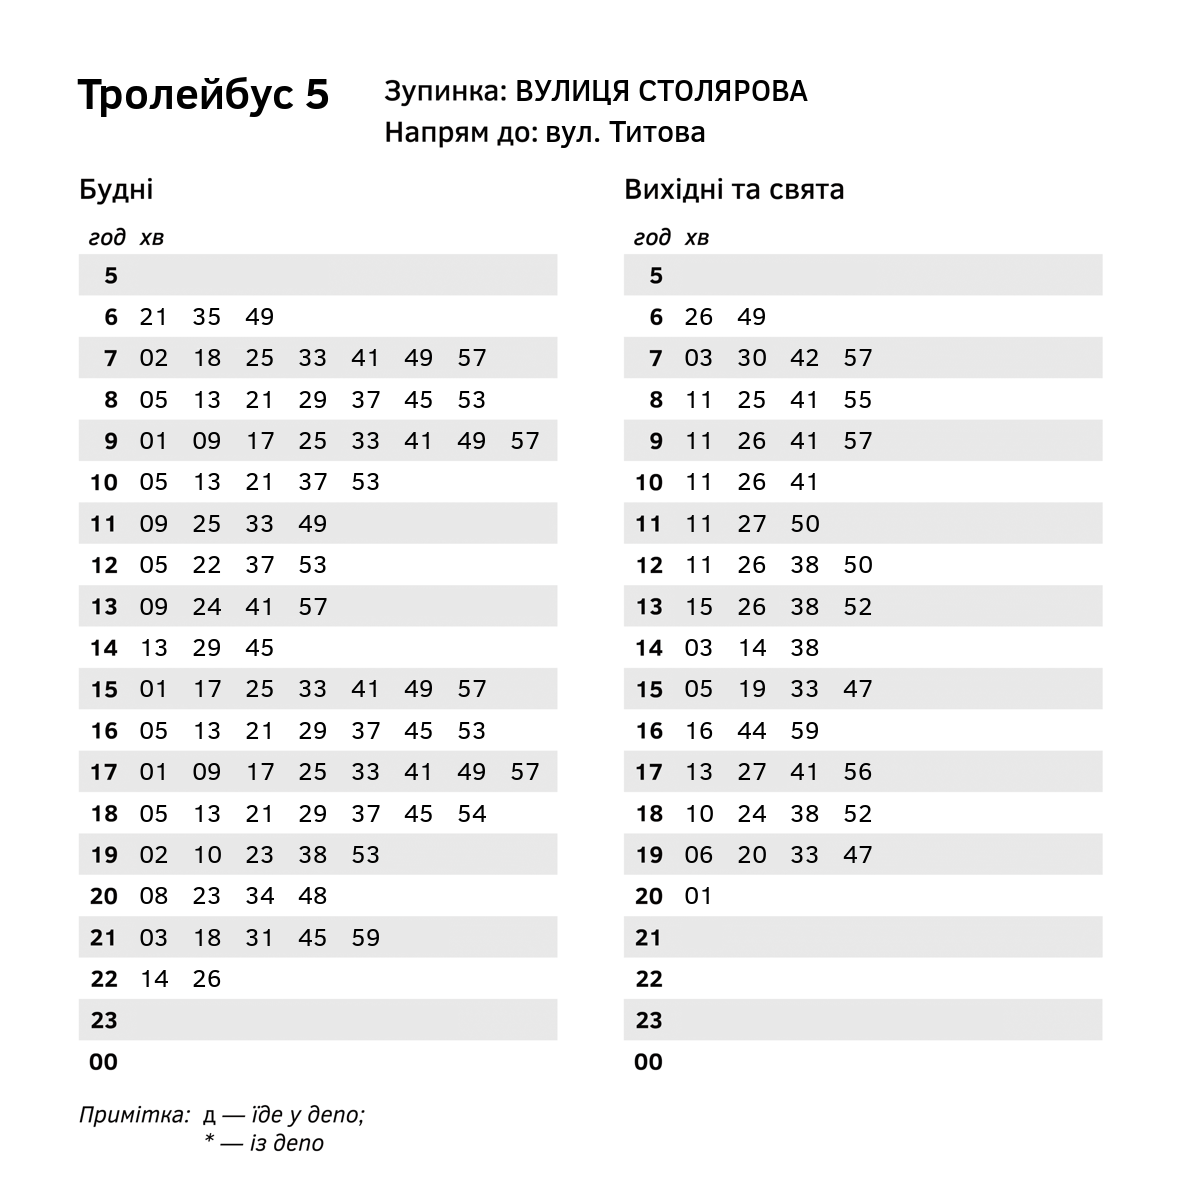 Тролейбус 5
Зупинка: ВУЛИЦЯ СТОЛЯРОВА
Напрям до: вул. Титова
Будні
год хв
5
6 21 35 49
7 02 18 25 33 41 49 57
8 05 13 21 29 37 45 53
9 01 09 17 25 33 41 49 57
10 05 13 21 37 53
11 09 25 33 49
12 05 22 37 53
13 09 24 41 57
14 13 29 45
15 01 17 25 33 41 49 57
16 05 13 21 29 37 45 53
17 01 09 17 25 33 41 49 57
18 05 13 21 29 37 45 54
19 02 10 23 38 53
20 08 23 34 48
21 03 18 31 45 59
22 14 26
23
00
Вихідні та свята
год хв
5
6 26 49
7 03 30 42 57
8 11 25 41 55
9 11 26 41 57
10 11 26 41
11 11 27 50
12 11 26 38 50
13 15 26 38 52
14 03 14 38
15 05 19 33 47
16 16 44 59
17 13 27 41 56
18 10 24 38 52
19 06 20 33 47
20 01
21
22
23
00
Примітка: д — їде у депо;
* — із депо